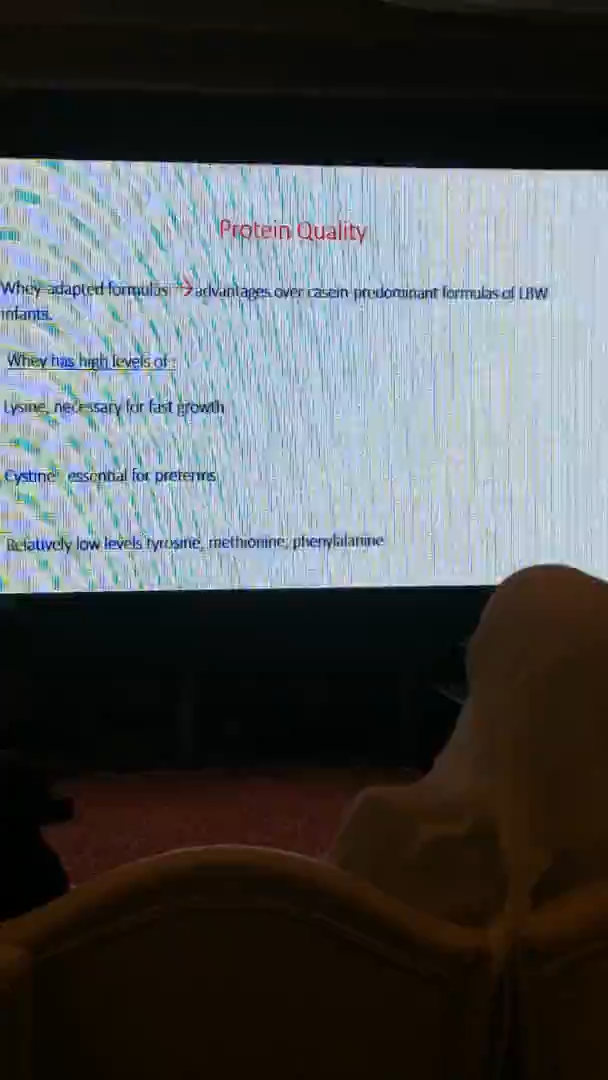 Protein Quality
Whey-adapted formulas → advantages over casein-predominant formulas of LBW
infants.
Whey has high levels of :
Lysine, necessary for fast growth
Cystine essential for preterms
Relatively low levels tyrosine, methionine, phenylalanine